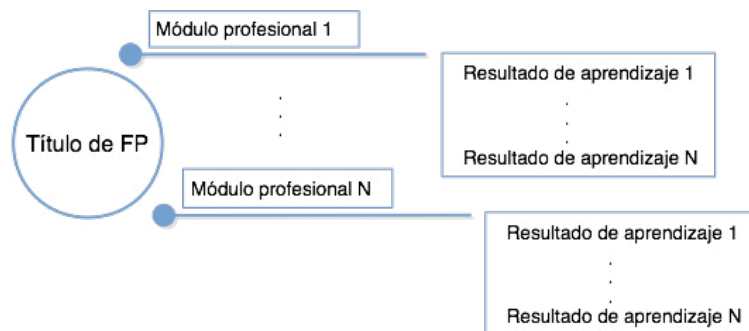 Módulo profesional 1
Resultado de aprendizaje 1
.
.
.
Resultado de aprendizaje N
.
.
.
Título de FP
Módulo profesional N
Resultado de aprendizaje 1
.
.
.
Resultado de aprendizaje N